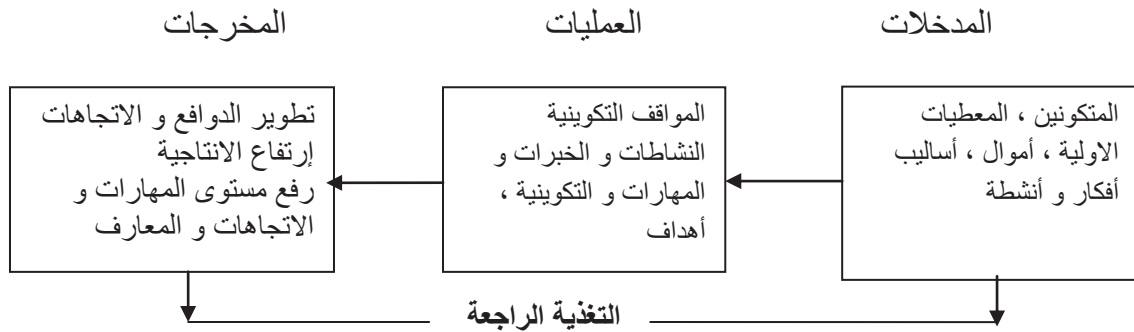 المدخلات
العمليات
المخرجات
المتكونين ، المعطيات
الاولية ، أموال ، أساليب
أفكار و أنشطة
المواقف التكوينية
النشاطات و الخبرات و
المهارات و التكوينية ،
أهداف
تطوير الدوافع و الاتجاهات
إرتفاع الانتاجية
رفع مستوى المهارات و
الاتجاهات و المعارف
التغذية الراجعة